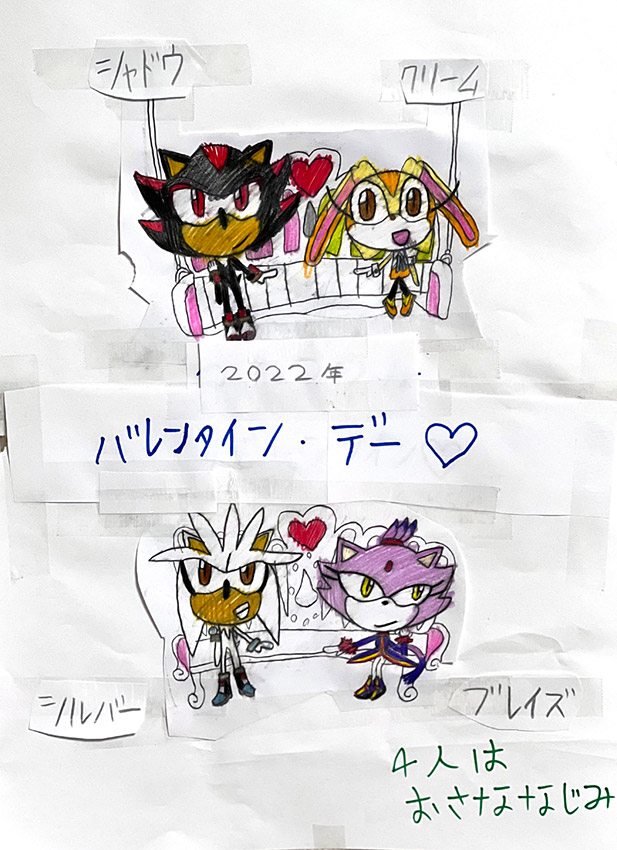 シャドウ
クリーム
2022年
バレンタイン・デー♡
シルバー
ブレイズ
4人は
おさななじみ